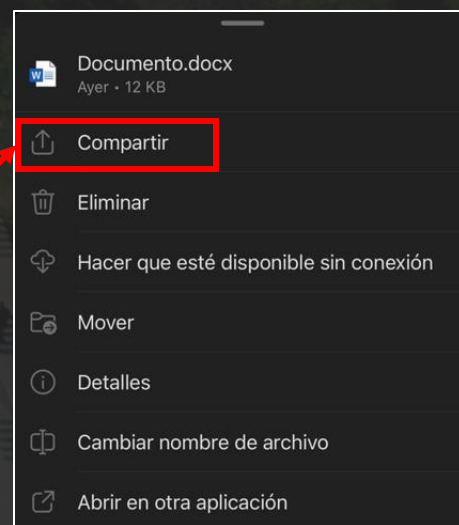 Documento.docx
Ayer • 12 KB
Compartir
Eliminar
Hacer que esté disponible sin conexión
Mover
Detalles
Cambiar nombre de archivo
Abrir en otra aplicación